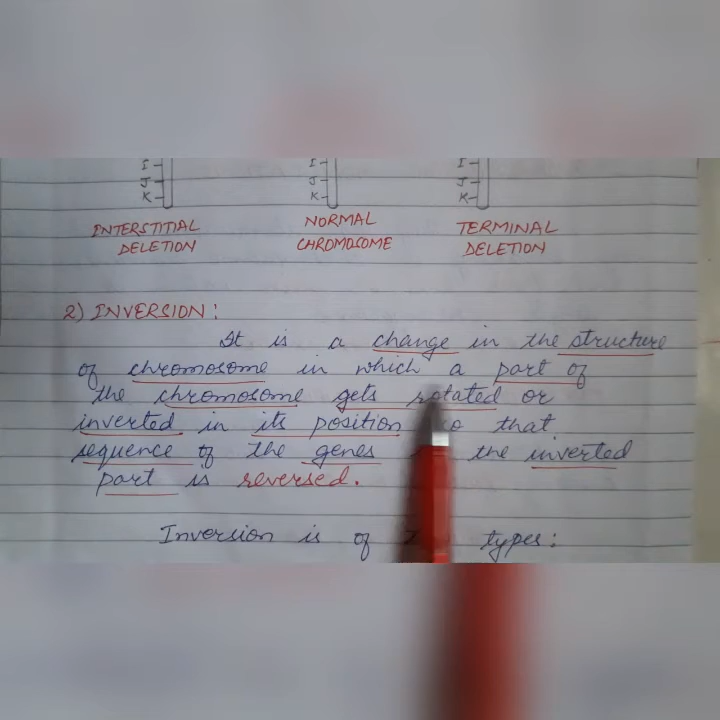 I I I
J J J
K K K
INTERSTITIAL NORMAL TERMINAL
DELETION CHROMOSOME DELETION
2) INVERSION:
It is a change in the structure
of chromosome in which a part of
the chromosome gets rotated or
inverted in its position so that
sequence of the genes the inverted
part is reversed.
Inversion is of types: